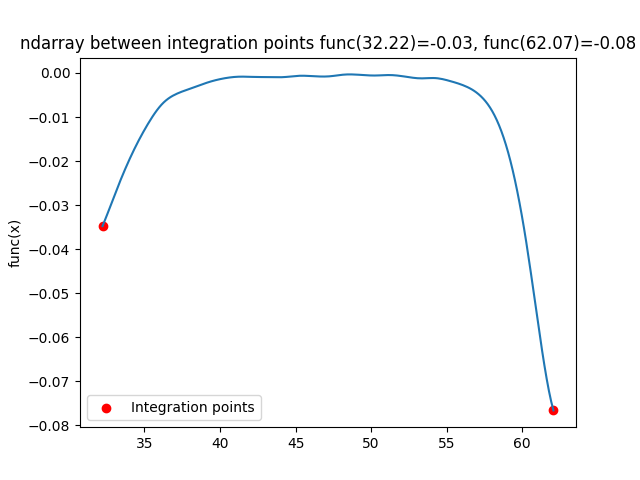 ndarray between integration points func(32.22)=-0.03, func(62.07)=-0.08
0.00
−0.01
−0.02
−0.03
−0.04
−0.05
−0.06
−0.07
−0.08
func(x)
Integration points
35 40 45 50 55 60